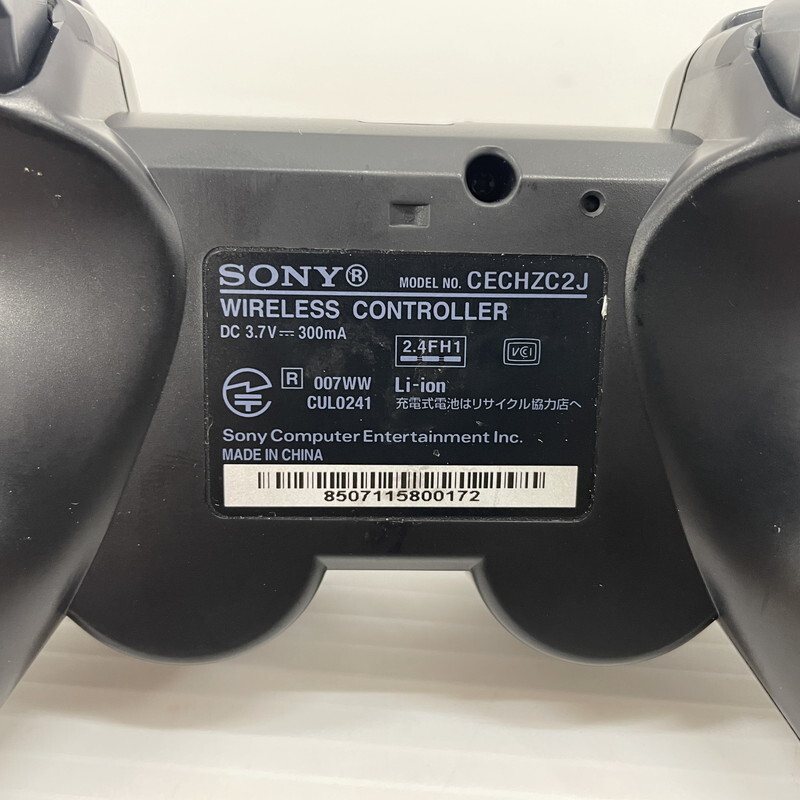 SONY® MODEL NO. CECHZC2J
WIRELESS CONTROLLER
DC 3.7V⎓300mA
2.4FH1 VCI
R 007WW Li-ion
CUL0241 充電式電池はリサイクル協力店へ
Sony Computer Entertainment Inc.
MADE IN CHINA
8507115800172